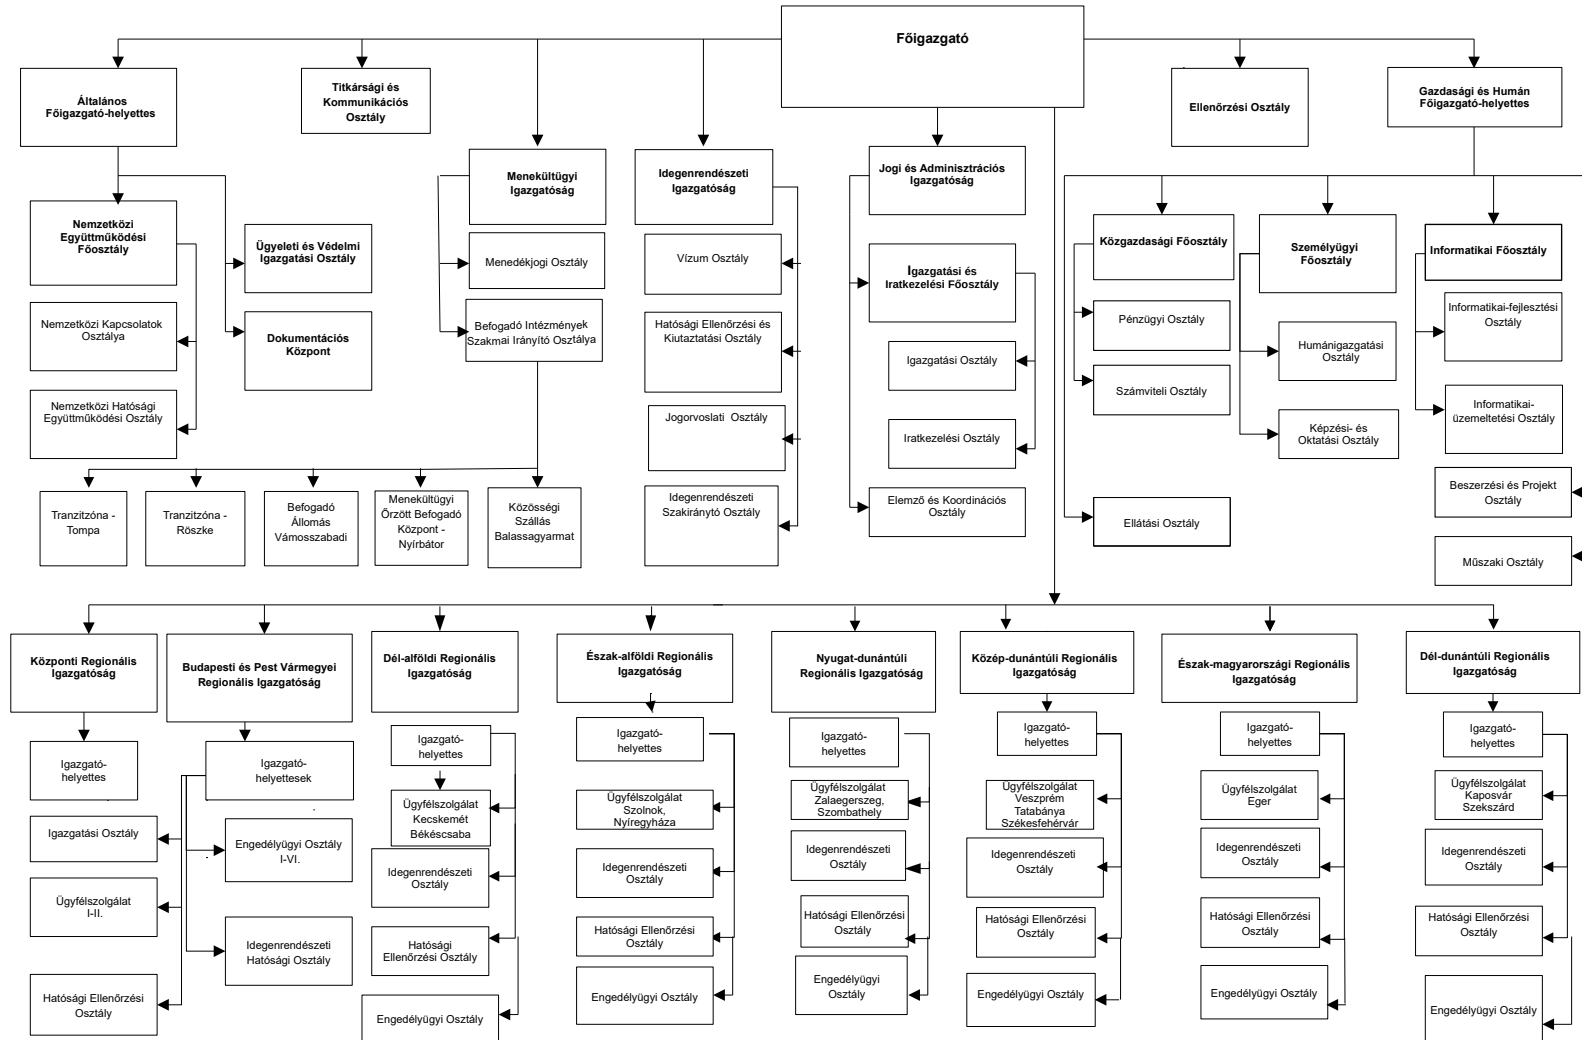 Főigazgató
Általános
Főigazgató-helyettes
Titkársági és
Kommunikációs
Osztály
Ellenőrzési Osztály
Gazdasági és Humán
Főigazgató-helyettes
Menekültügyi
Igazgatóság
Idegenrendészeti
Igazgatóság
Jogi és Adminisztrációs
Igazgatóság
Nemzetközi
Együttműködési
Főosztály
Ügyeleti és Védelmi
Igazgatási Osztály
Menedékjogi Osztály
Vízum Osztály
Igazgatási és
Iratkezelési Főosztály
Közgazdasági Főosztály
Személyügyi
Főosztály
Informatikai Főosztály
Nemzetközi Kapcsolatok
Osztálya
Dokumentációs
Központ
Befogadó Intézmények
Szakmai Irányító Osztálya
Hatósági Ellenőrzési és
Kiutaztatási Osztály
Igazgatási Osztály
Pénzügyi Osztály
Humánigazgatási
Osztály
Informatikai-fejlesztési
Osztály
Nemzetközi Hatósági
Együttműködési Osztály
Jogorvoslati Osztály
Iratkezelési Osztály
Számviteli Osztály
Képzési- és
Oktatási Osztály
Informatikai-
üzemeltetési Osztály
Tranzitzóna -
Tompa
Tranzitzóna -
Röszke
Befogadó
Állomás
Vámosszabadi
Menekültügyi
Őrzött Befogadó
Központ -
Nyírbátor
Közösségi
Szállás
Balassagyarmat
Idegenrendészeti
Szakiránytó Osztály
Elemző és Koordinációs
Osztály
Ellátási Osztály
Beszerzési és Projekt
Osztály
Műszaki Osztály
Központi Regionális
Igazgatóság
Budapesti és Pest Vármegyei
Regionális Igazgatóság
Dél-alföldi Regionális
Igazgatóság
Észak-alföldi Regionális
Igazgatóság
Nyugat-dunántúli
Regionális Igazgatóság
Közép-dunántúli Regionális
Igazgatóság
Észak-magyarországi Regionális
Igazgatóság
Dél-dunántúli Regionális
Igazgatóság
Igazgató-
helyettes
Igazgató-
helyettesek
Igazgató-
helyettes
Igazgató-
helyettes
Igazgató-
helyettes
Igazgató-
helyettes
Igazgató-
helyettes
Igazgató-
helyettes
Igazgatási Osztály
Engedélyügyi Osztály
I-VI.
Ügyfélszolgálat
Kecskemét
Békéscsaba
Ügyfélszolgálat
Szolnok,
Nyíregyháza
Ügyfélszolgálat
Zalaegerszeg,
Szombathely
Ügyfélszolgálat
Veszprém
Tatabánya
Székesfehérvár
Ügyfélszolgálat
Eger
Ügyfélszolgálat
Kaposvár
Szekszárd
Ügyfélszolgálat
I-II.
Idegenrendészeti
Hatósági Osztály
Idegenrendészeti
Osztály
Idegenrendészeti
Osztály
Idegenrendészeti
Osztály
Idegenrendészeti
Osztály
Idegenrendészeti
Osztály
Idegenrendészeti
Osztály
Hatósági Ellenőrzési
Osztály
Hatósági
Ellenőrzési Osztály
Hatósági Ellenőrzési
Osztály
Hatósági Ellenőrzési
Osztály
Hatósági Ellenőrzési
Osztály
Hatósági Ellenőrzési
Osztály
Hatósági Ellenőrzési
Osztály
Engedélyügyi Osztály
Engedélyügyi Osztály
Engedélyügyi
Osztály
Engedélyügyi Osztály
Engedélyügyi Osztály
Engedélyügyi Osztály